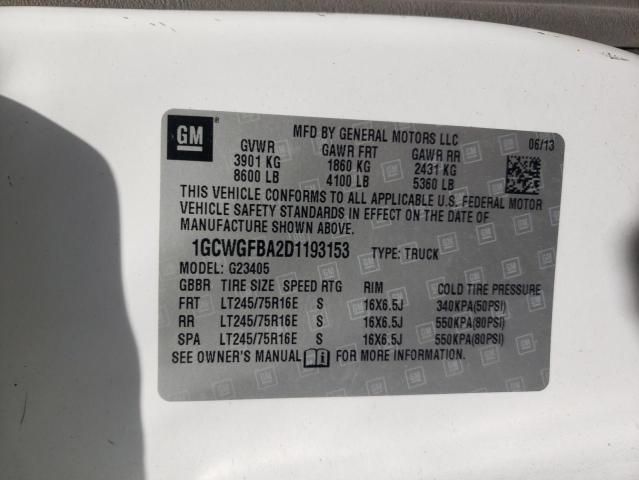 GM
MFD BY GENERAL MOTORS LLC 06/13
GVWR GAWR FRT GAWR RR
3901 KG 1860 KG 2431 KG
8600 LB 4100 LB 5360 LB
THIS VEHICLE CONFORMS TO ALL APPLICABLE U.S. FEDERAL MOTOR
VEHICLE SAFETY STANDARDS IN EFFECT ON THE DATE OF
MANUFACTURE SHOWN ABOVE.
1GCWGFBA2D1193153 TYPE: TRUCK
MODEL: G23405
GBBR TIRE SIZE SPEED RTG RIM COLD TIRE PRESSURE
FRT LT245/75R16E S 16X6.5J 340KPA(50PSI)
RR LT245/75R16E S 16X6.5J 550KPA(80PSI)
SPA LT245/75R16E S 16X6.5J 550KPA(80PSI)
SEE OWNER'S MANUAL FOR MORE INFORMATION.